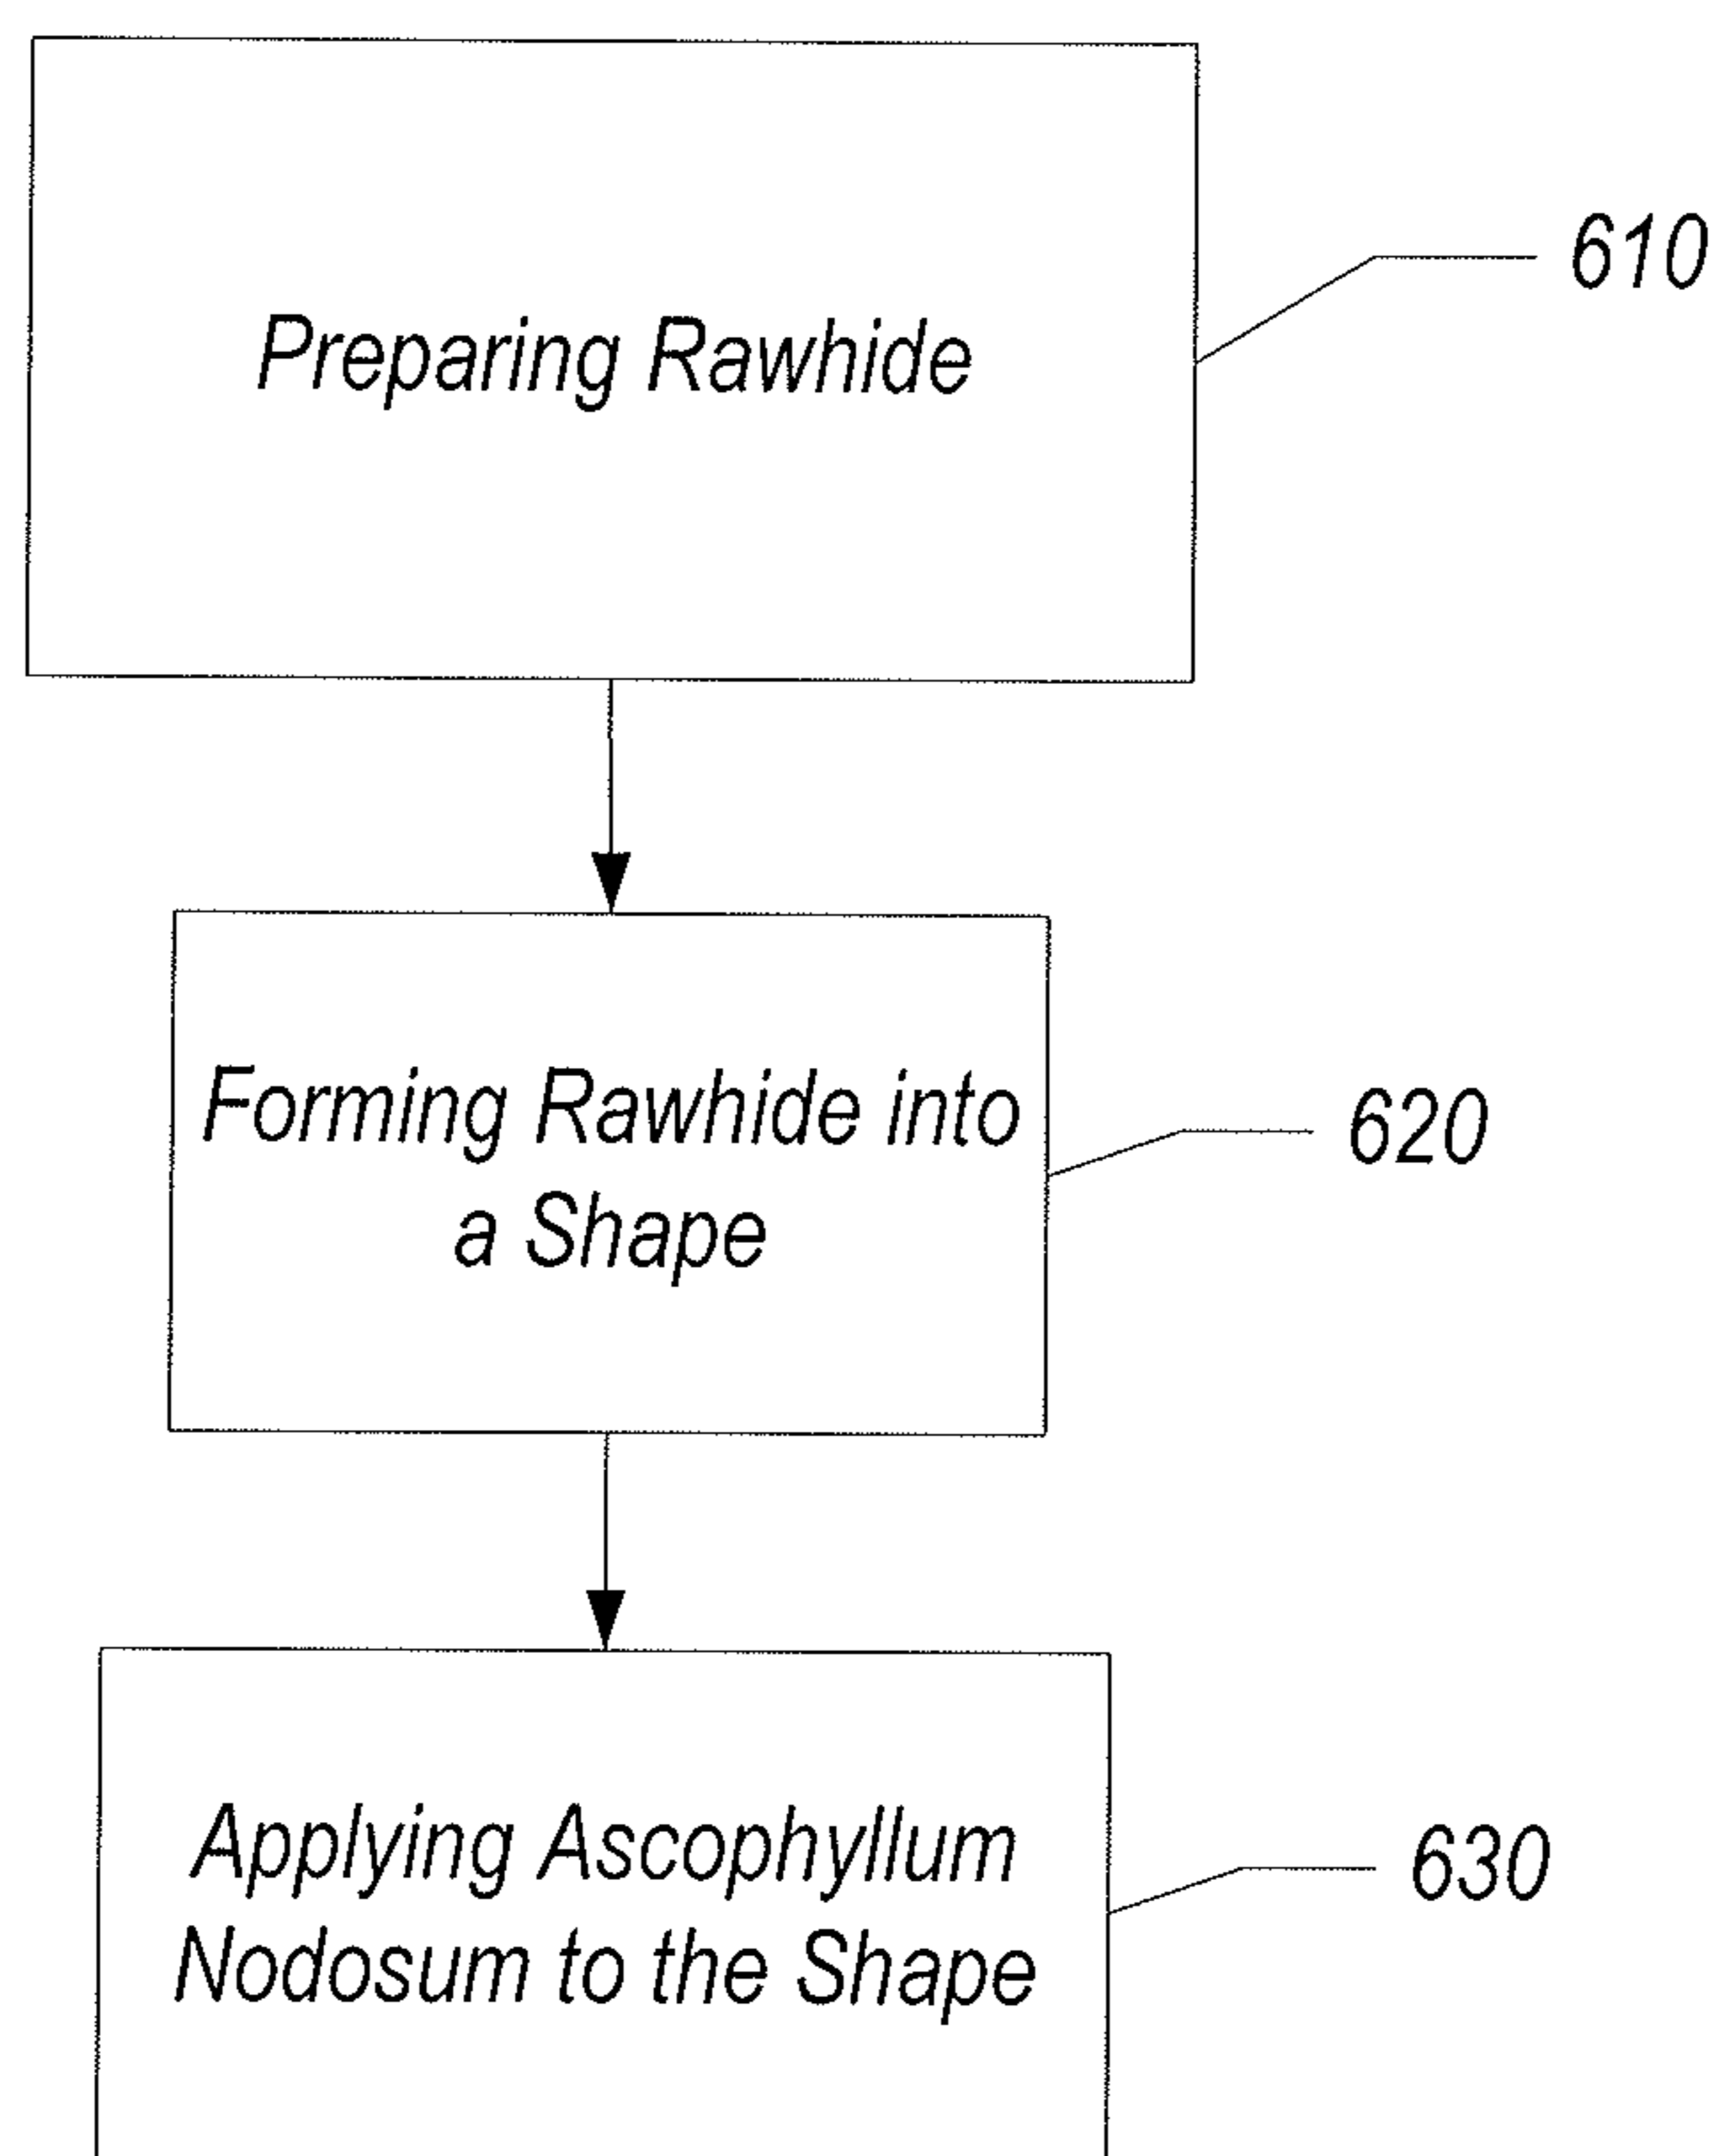 Preparing Rawhide
610
Forming Rawhide into
a Shape
620
Applying Ascophyllum
Nodosum to the Shape
630